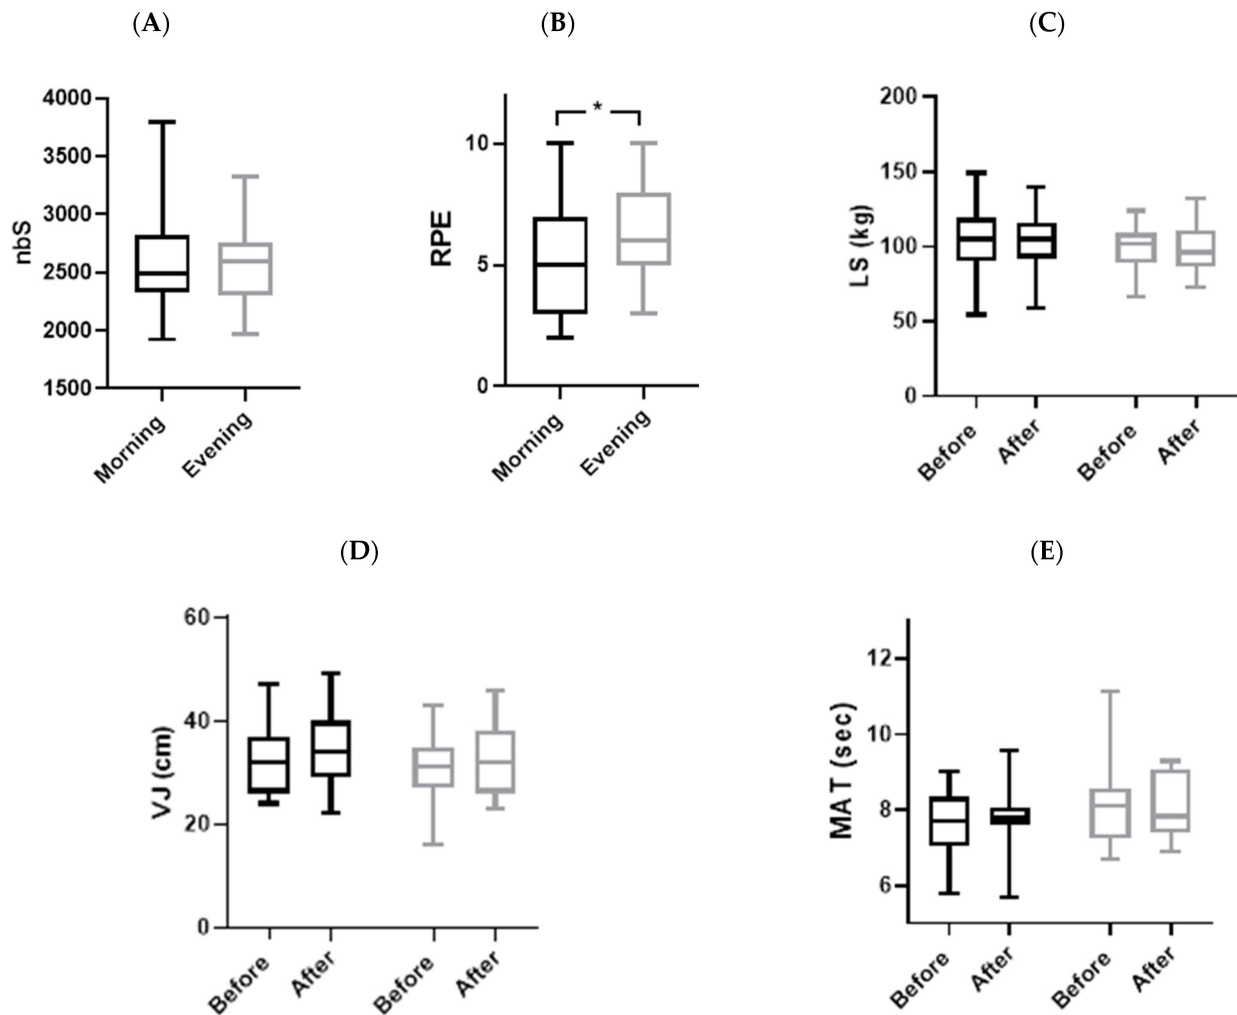 (A)
nbS
4000
3500
3000
2500
2000
1500
Morning
Evening
(B)
RPE
10
5
0
*
Morning
Evening
(C)
LS (kg)
200
150
100
50
0
Before
After
Before
After
(D)
VJ (cm)
60
40
20
0
Before
After
Before
After
(E)
MAT (sec)
12
10
8
6
Before
After
Before
After